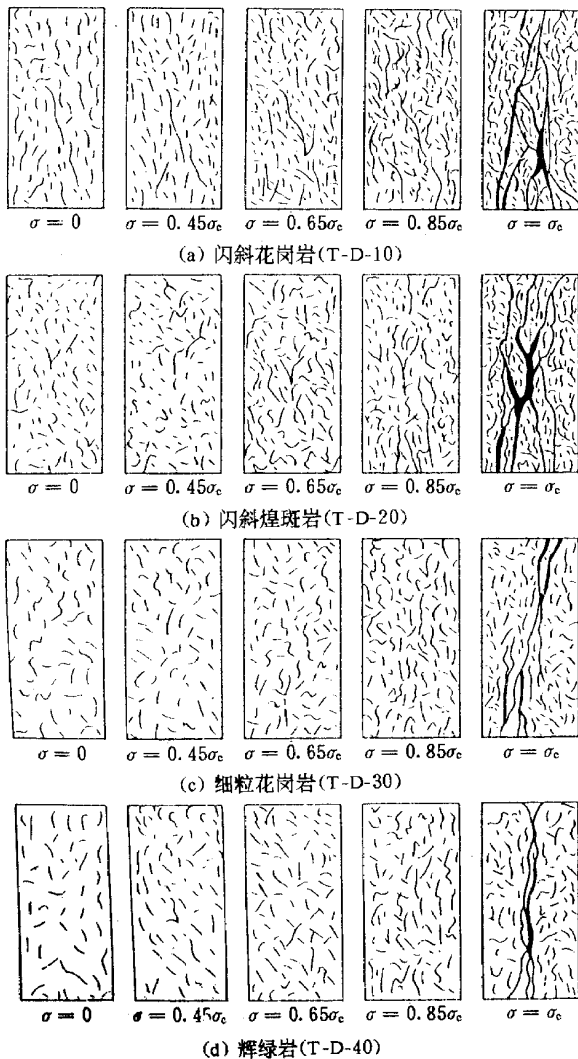 σ = 0 σ = 0.45σc σ = 0.65σc σ = 0.85σc σ = σc
(a) 闪斜花岗岩(T-D-10)
σ = 0 σ = 0.45σc σ = 0.65σc σ = 0.85σc σ = σc
(b) 闪斜煌斑岩(T-D-20)
σ = 0 σ = 0.45σc σ = 0.65σc σ = 0.85σc σ = σc
(c) 细粒花岗岩(T-D-30)
σ = 0 σ = 0.45σc σ = 0.65σc σ = 0.85σc σ = σc
(d) 辉绿岩(T-D-40)